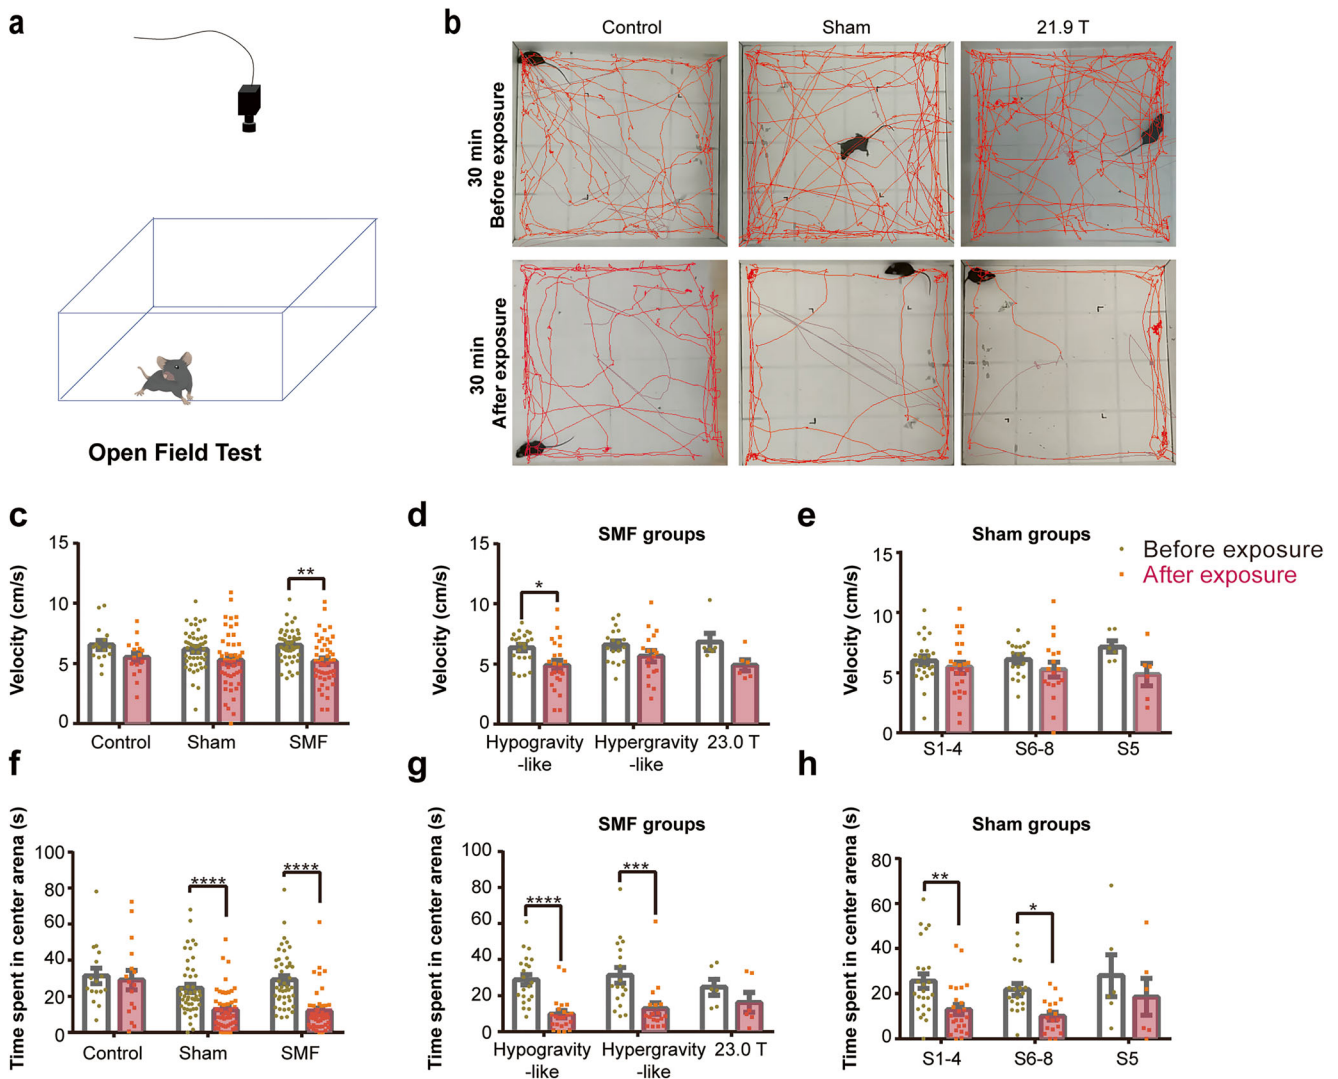 a
b
Control
Sham
21.9 T
30 min
Before exposure
30 min
After exposure
Open Field Test
c
Velocity (cm/s)
15
10
5
0
**
Control
Sham
SMF
d
SMF groups
Velocity (cm/s)
15
10
5
0
*
Hypogravity
-like
Hypergravity
-like
23.0 T
e
Sham groups
Velocity (cm/s)
15
10
5
0
S1-4
S6-8
S5
Before exposure
After exposure
f
Time spent in center arena (s)
100
80
60
40
20
0
****
****
Control
Sham
SMF
g
SMF groups
Time spent in center arena (s)
100
80
60
40
20
0
****
***
Hypogravity
-like
Hypergravity
-like
23.0 T
h
Sham groups
Time spent in center arena (s)
80
60
40
20
0
**
*
S1-4
S6-8
S5